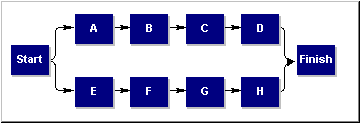 A B C D
Start Finish
E F G H